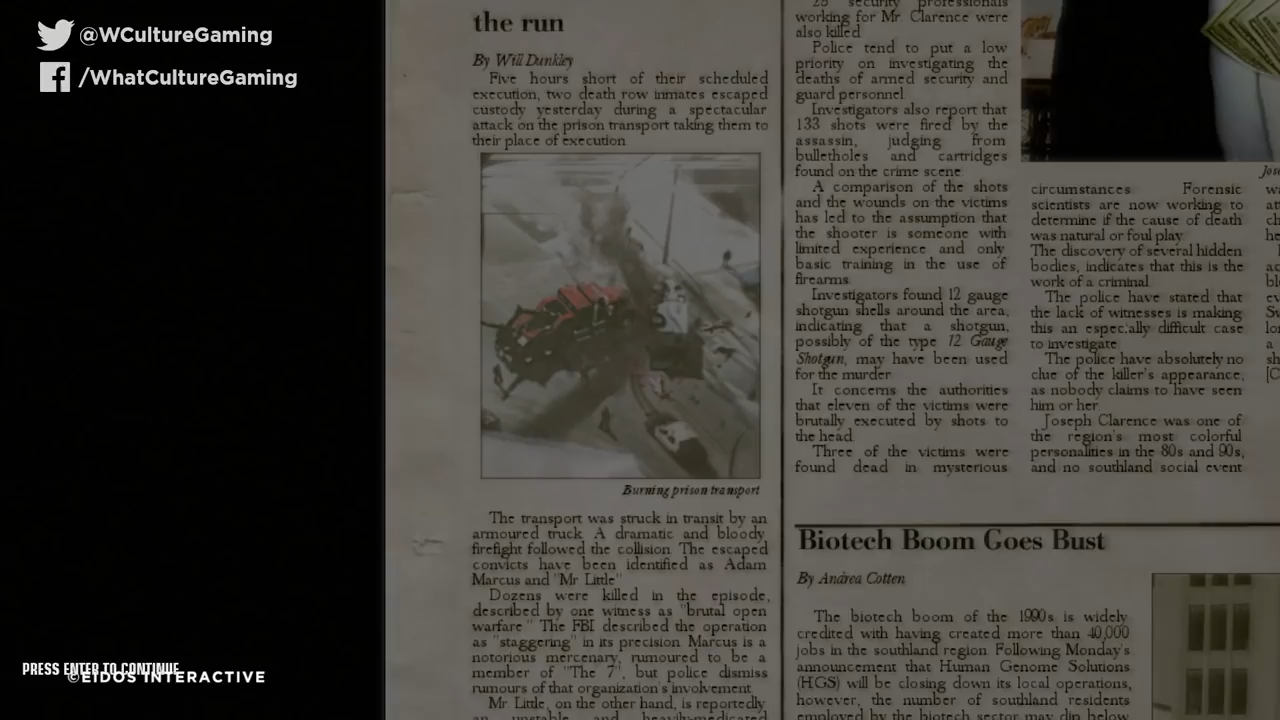 @WCultureGaming
/WhatCultureGaming
the run
By Will Dunkley
Five hours short of their scheduled
execution, two death row inmates escaped
custody yesterday during a spectacular
attack on the prison transport taking them to
their place of execution
Burning prison transport
The transport was struck in transit by an
armoured truck. A dramatic and bloody
firefight followed the collision. The escaped
convicts have been identified as Adam
Marcus and "Mr Little"
Dozens were killed in the episode,
described by one witness as "brutal open
warfare." The FBI described the operation
as "staggering" in its precision. Marcus is a
notorious mercenary, rumoured to be a
member of "The 7", but police dismiss
rumours of that organization's involvement.
Mr. Little, on the other hand, is reportedly
an unstable and heavily-medicated
25 security professionals
working for Mr. Clarence were
also killed
Police tend to put a low
priority on investigating the
deaths of armed security and
guard personnel.
Investigators also report that
133 shots were fired by the
assassin, judging from
bulletholes and cartridges
found on the crime scene.
A comparison of the shots
and the wounds on the victims
has led to the assumption that
the shooter is someone with
limited experience and only
basic training in the use of
firearms.
Investigators found 12 gauge
shotgun shells around the area,
indicating that a shotgun,
possibly of the type 12 Gauge
Shotgun, may have been used
for the murder
It concerns the authorities
that eleven of the victims were
brutally executed by shots to
the head.
Three of the victims were
found dead in mysterious
circumstances. Forensic
scientists are now working to
determine if the cause of death
was natural or foul play.
The discovery of several hidden
bodies, indicates that this is the
work of a criminal.
The police have stated that
the lack of witnesses is making
this an especially difficult case
to investigate
The police have absolutely no
clue of the killer's appearance,
as nobody claims to have seen
him or her.
Joseph Clarence was one of
the region's most colorful
personalities in the 80s and 90s,
and no southland social event
Biotech Boom Goes Bust
By Andrea Cotten
The biotech boom of the 1990s is widely
credited with having created more than 40,000
jobs in the southland region. Following Monday's
announcement that Human Genome Solutions
(HGS) will be closing down its local operations,
however, the number of southland residents
employed by the biotech sector may dip below
PRESS ENTER TO CONTINUE
©EIDOS INTERACTIVE